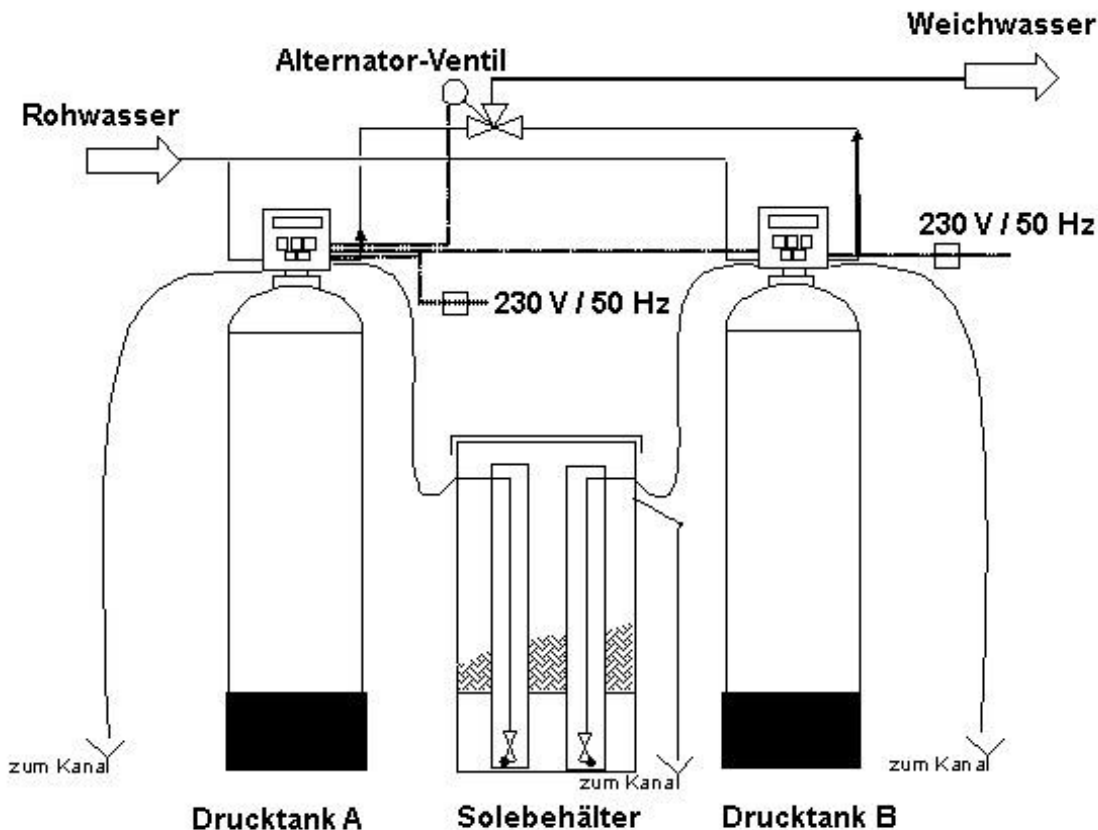 Weichwasser
Alternator-Ventil
Rohwasser
230 V / 50 Hz
230 V / 50 Hz
zum Kanal
zum Kanal
zum Kanal
Drucktank A
Solebehälter
Drucktank B